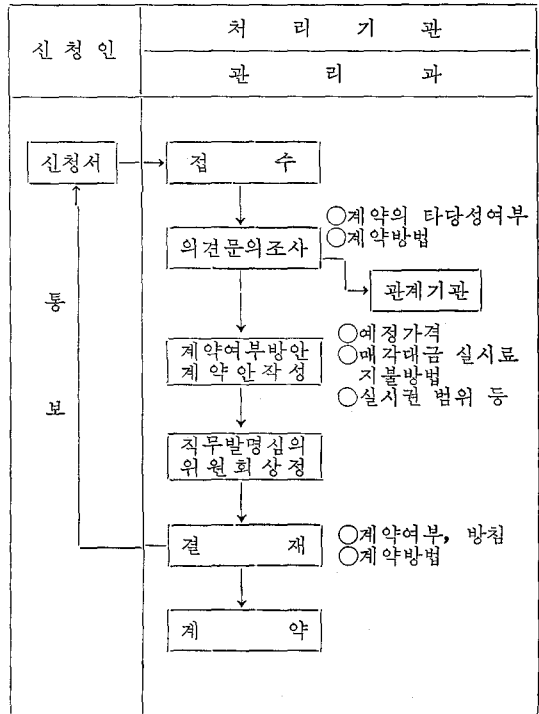 신청인
처리기관
관리과
신청서
접수
○계약의 타당성여부
○계약방법
의견문의조사
관계기관
통보
계약여부방안
계약안작성
○예정가격
○매각대금 실시료
지불방법
○실시권 범위 등
직무발명심의
위원회상정
결재
○계약여부, 방침
○계약방법
계약